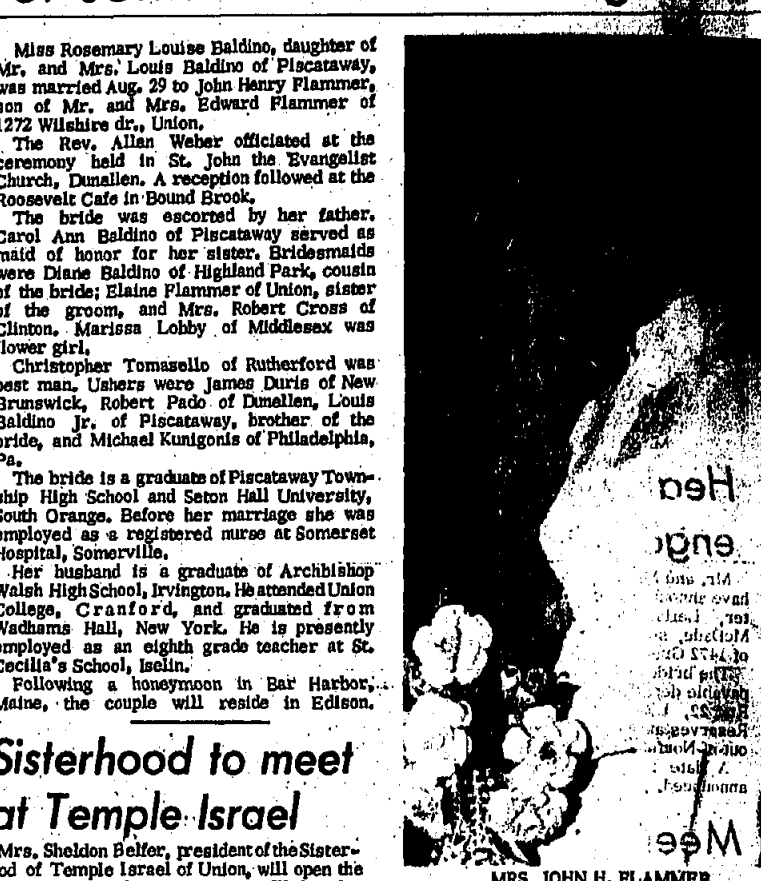 Miss Rosemary Louise Baldino, daughter of
Mr. and Mrs. Louis Baldino of Piscataway,
was married Aug. 29 to John Henry Flammer,
son of Mr. and Mrs. Edward Flammer of
1272 Wilshire dr., Union.
The Rev. Allan Weber officiated at the
ceremony held in St. John the Evangelist
Church, Dunallen. A reception followed at the
Roosevelt Cafe in Bound Brook.
The bride was escorted by her father.
Carol Ann Baldino of Piscataway served as
maid of honor for her sister. Bridesmaids
were Diane Baldino of Highland Park, cousin
of the bride; Elaine Flammer of Union, sister
of the groom, and Mrs. Robert Cross of
Clinton. Marissa Lobby of Middlesex was
flower girl.
Christopher Tomasello of Rutherford was
best man. Ushers were James Duris of New
Brunswick, Robert Pado of Dunellen, Louis
Baldino Jr. of Piscataway, brother of the
bride, and Michael Kunigonis of Philadelphia,
Pa.
The bride is a graduate of Piscataway Town-
ship High School and Seton Hall University,
South Orange. Before her marriage she was
employed as a registered nurse at Somerset
Hospital, Somerville.
Her husband is a graduate of Archbishop
Walsh High School, Irvington. He attended Union
College, Cranford, and graduated from
Wadhams Hall, New York. He is presently
employed as an eighth grade teacher at St.
Cecilia's School, Iselin.
Following a honeymoon in Bar Harbor,
Maine, the couple will reside in Edison.
Sisterhood to meet
at Temple Israel
Mrs. Sheldon Belfer, president of the Sister-
hood of Temple Israel of Union, will open the
MRS. JOHN H. FLAMMER